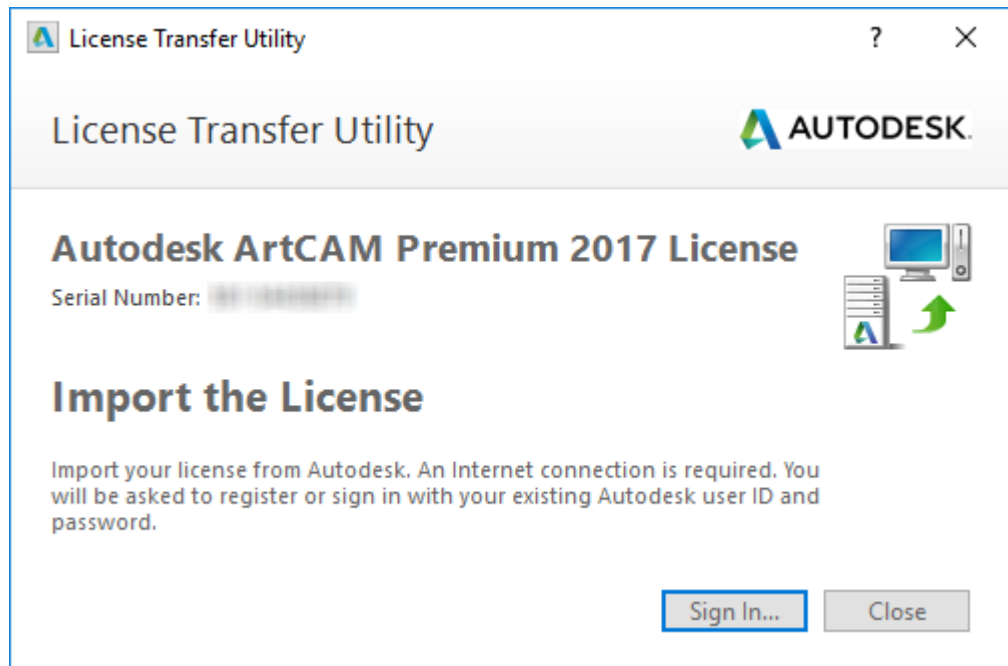 License Transfer Utility
?
License Transfer Utility
AUTODESK.
Autodesk ArtCAM Premium 2017 License
Serial Number:
Import the License
Import your license from Autodesk. An Internet connection is required. You
will be asked to register or sign in with your existing Autodesk user ID and
password.
Sign In...
Close